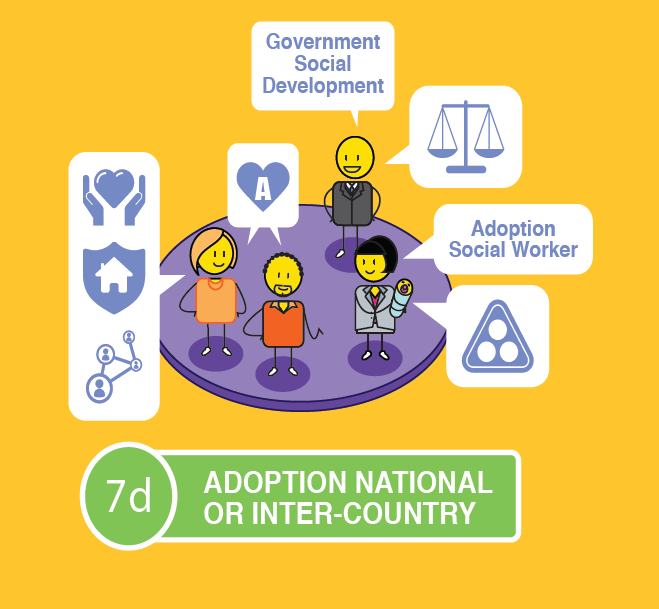 Government
Social
Development
A
Adoption
Social Worker
7d
ADOPTION NATIONAL
OR INTER-COUNTRY